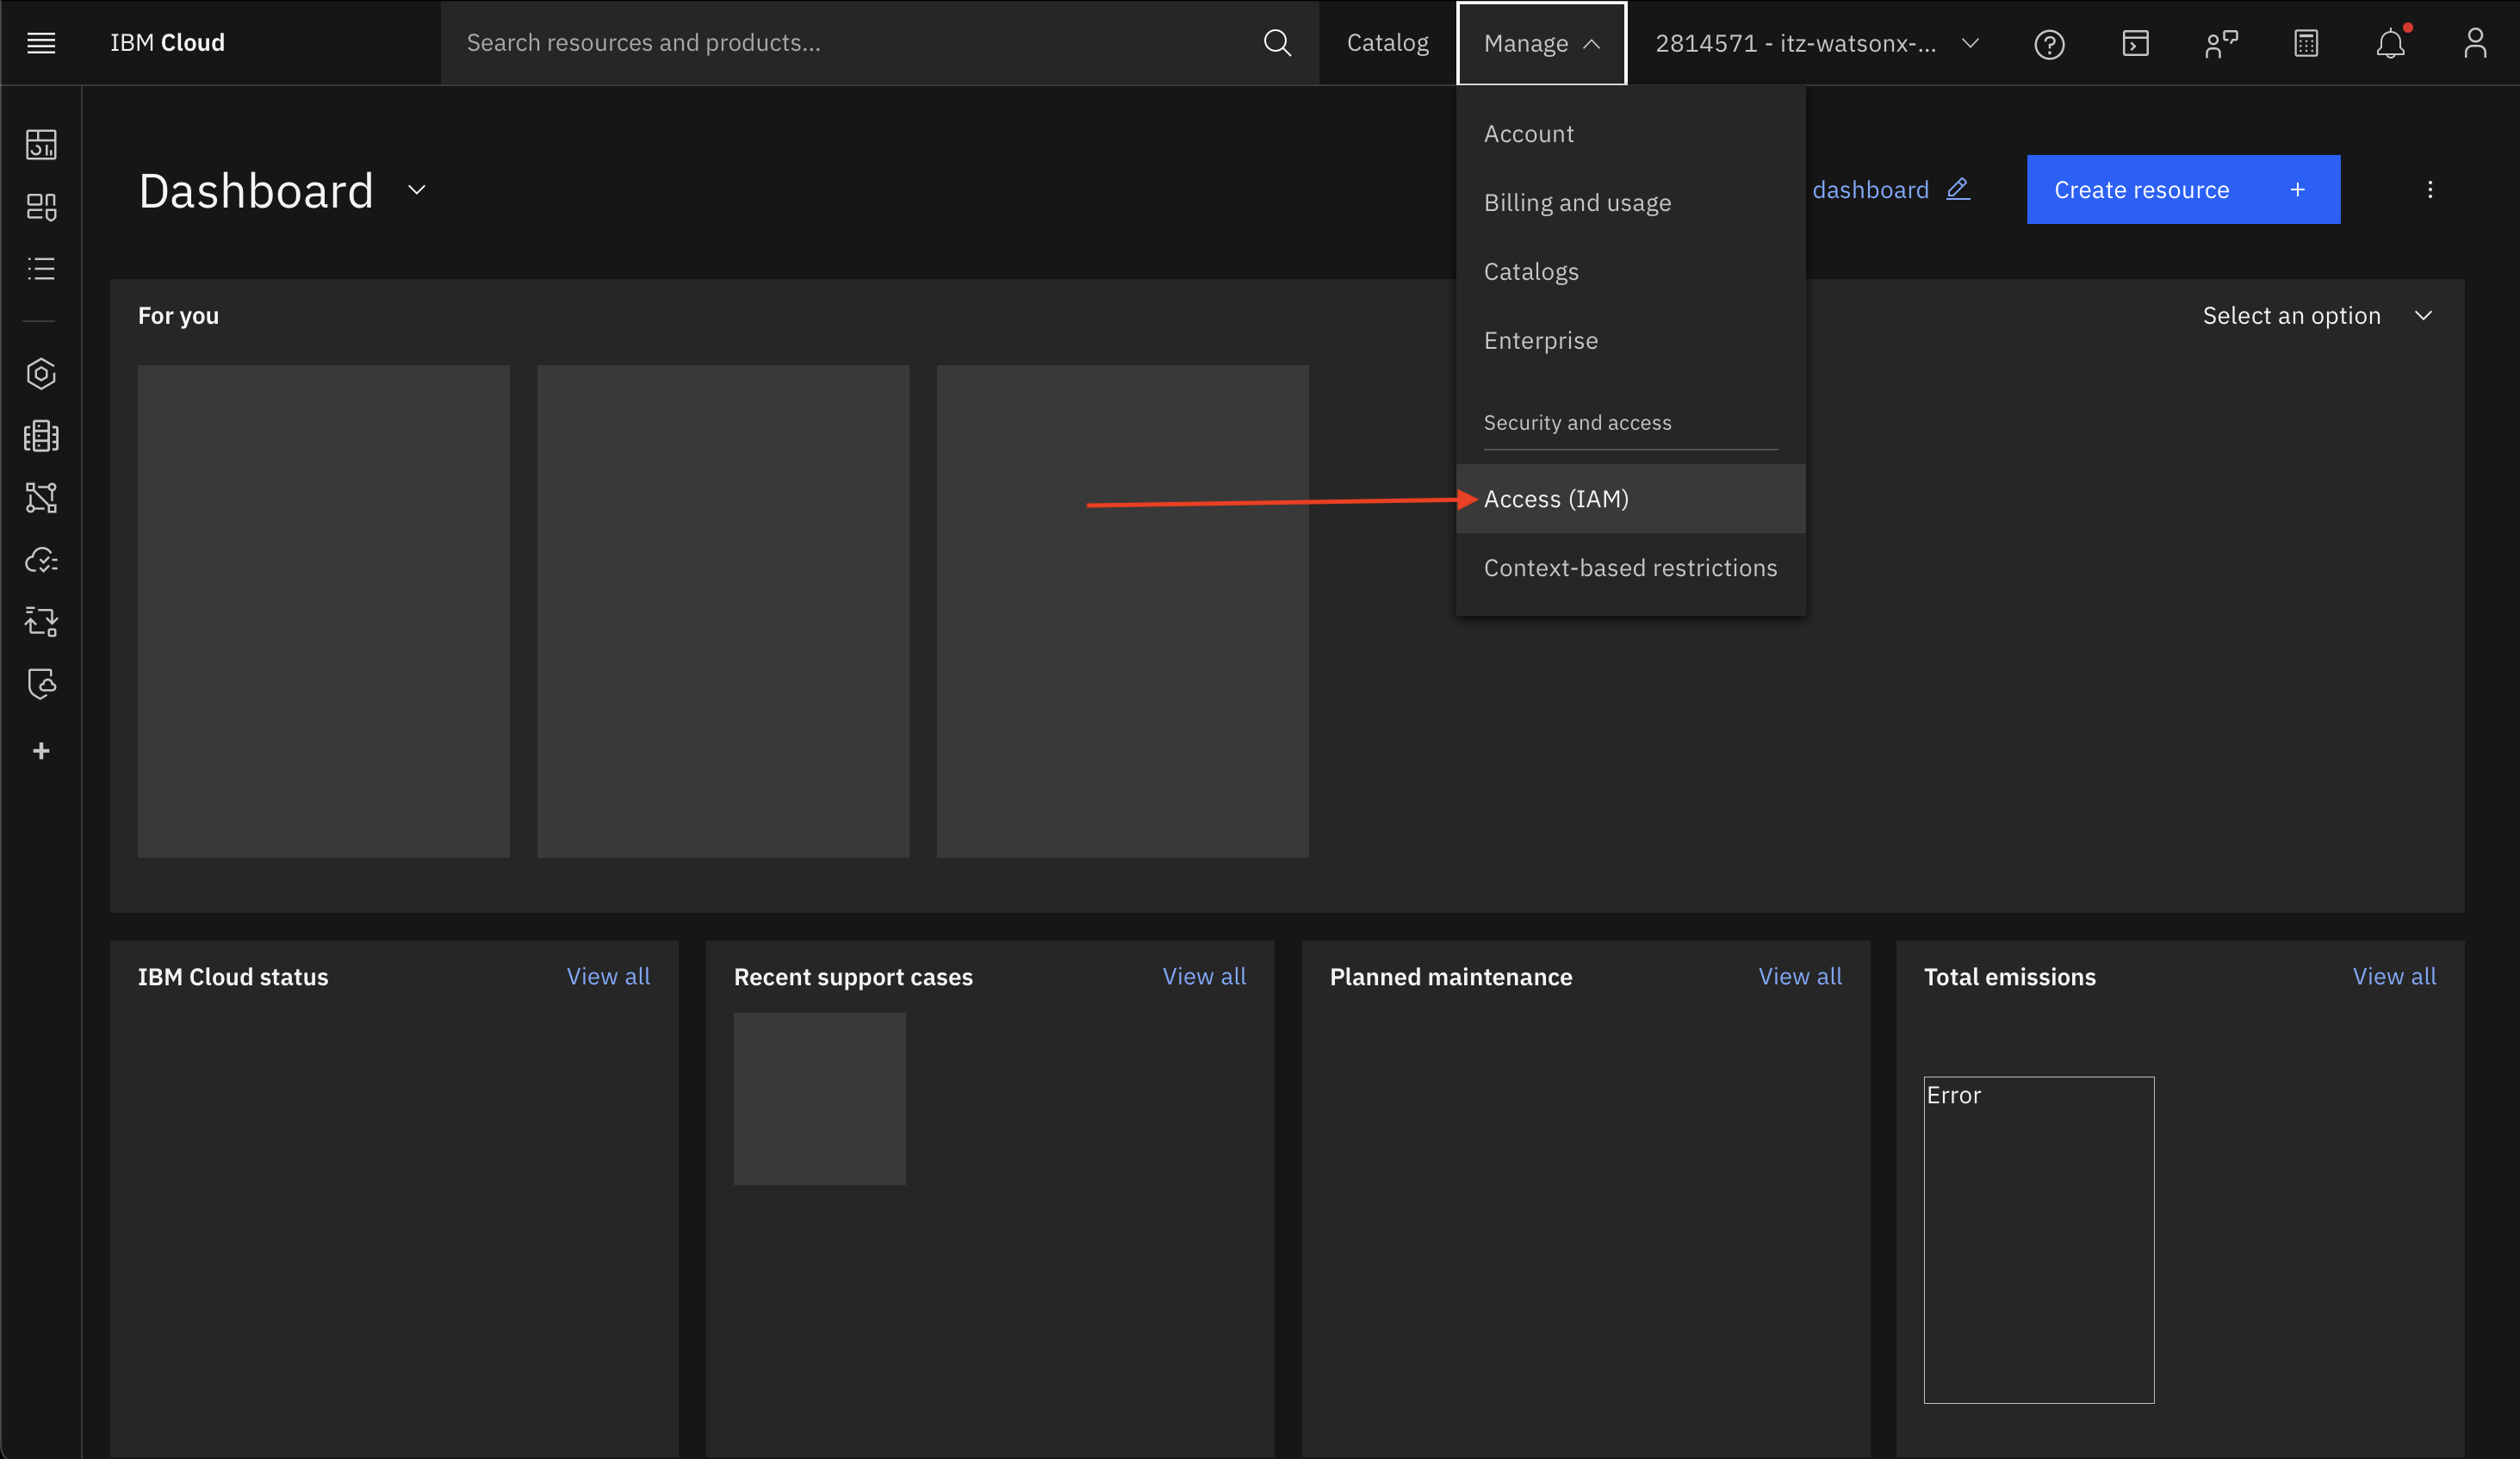 IBM Cloud
Search resources and products...
Catalog
Manage
2814571 - itz-watsonx-...
Account
Billing and usage
Catalogs
Enterprise
Security and access
Access (IAM)
Context-based restrictions
Dashboard
dashboard
Create resource +
For you
Select an option
IBM Cloud status
View all
Recent support cases
View all
Planned maintenance
View all
Total emissions
View all
Error